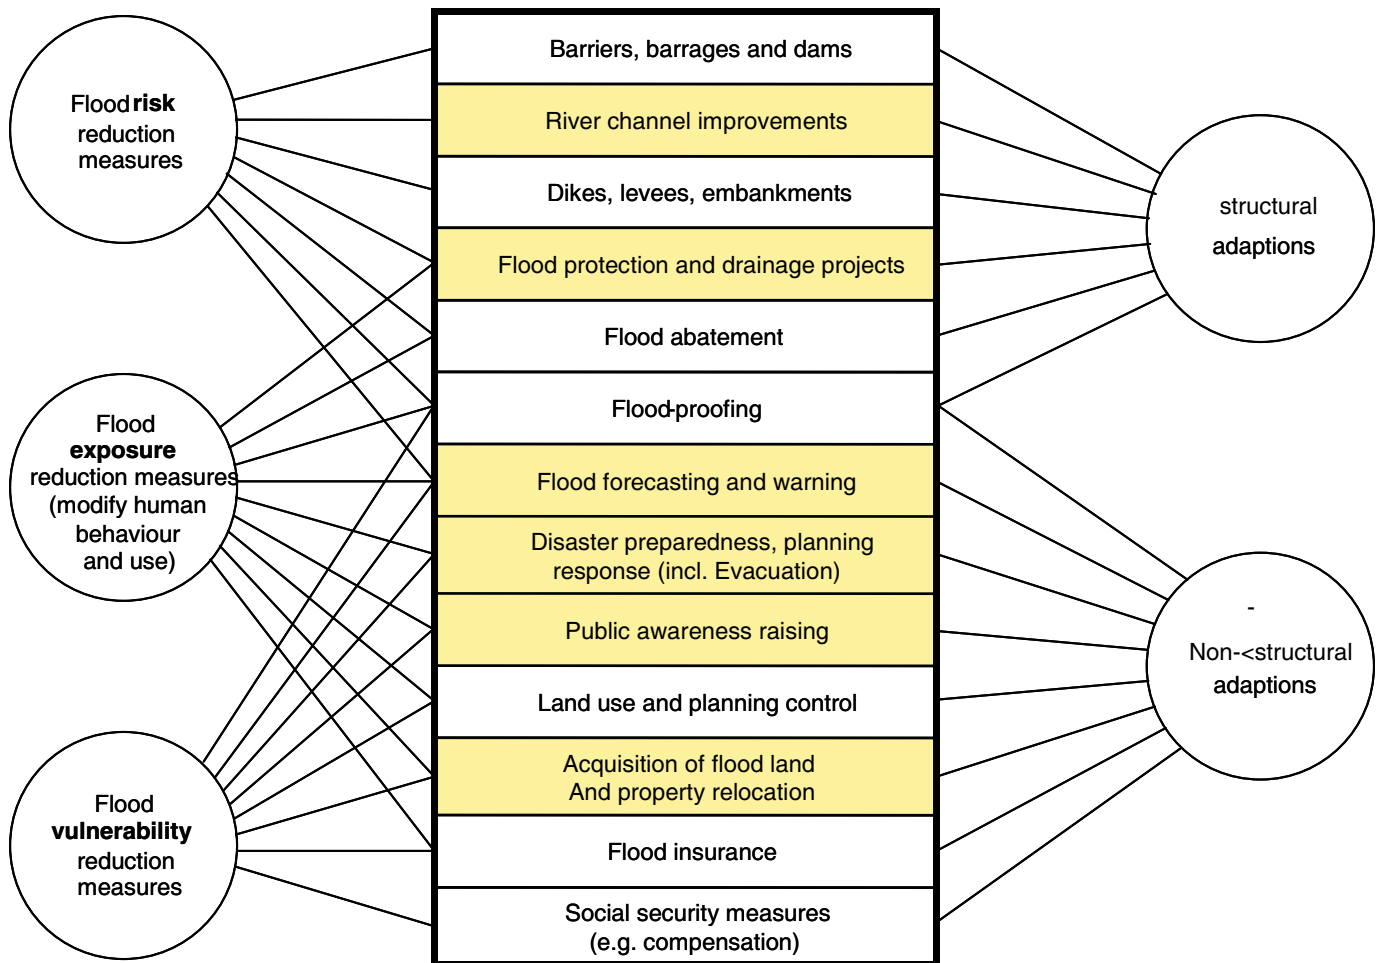 Flood risk
reduction
measures
Flood
exposure
reduction measures
(modify human
behaviour
and use)
Flood
vulnerability
reduction
measures
Barriers, barrages and dams
River channel improvements
Dikes, levees, embankments
Flood protection and drainage projects
Flood abatement
Flood-proofing
Flood forecasting and warning
Disaster preparedness, planning
response (incl. Evacuation)
Public awareness raising
Land use and planning control
Acquisition of flood land
And property relocation
Flood insurance
Social security measures
(e.g. compensation)
structural
adaptions
-
Non-<structural
adaptions